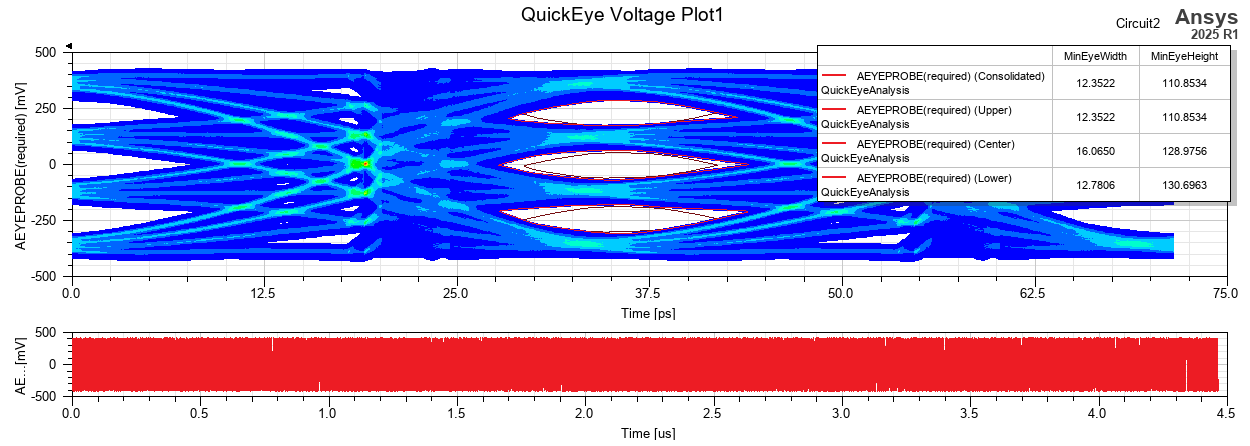 QuickEye Voltage Plot1
Circuit2
Ansys
2025 R1
MinEyeWidth MinEyeHeight
AEYEPROBE(required) (Consolidated)
QuickEyeAnalysis
12.3522 110.8534
AEYEPROBE(required) (Upper)
QuickEyeAnalysis
12.3522 110.8534
AEYEPROBE(required) (Center)
QuickEyeAnalysis
16.0650 128.9756
AEYEPROBE(required) (Lower)
QuickEyeAnalysis
12.7806 130.6963
AEYEPROBE(required) [mV]
500
250
0
-250
-500
0.0 12.5 25.0 37.5 50.0 62.5 75.0
Time [ps]
AE...[mV]
500
0
-500
0.0 0.5 1.0 1.5 2.0 2.5 3.0 3.5 4.0 4.5
Time [us]